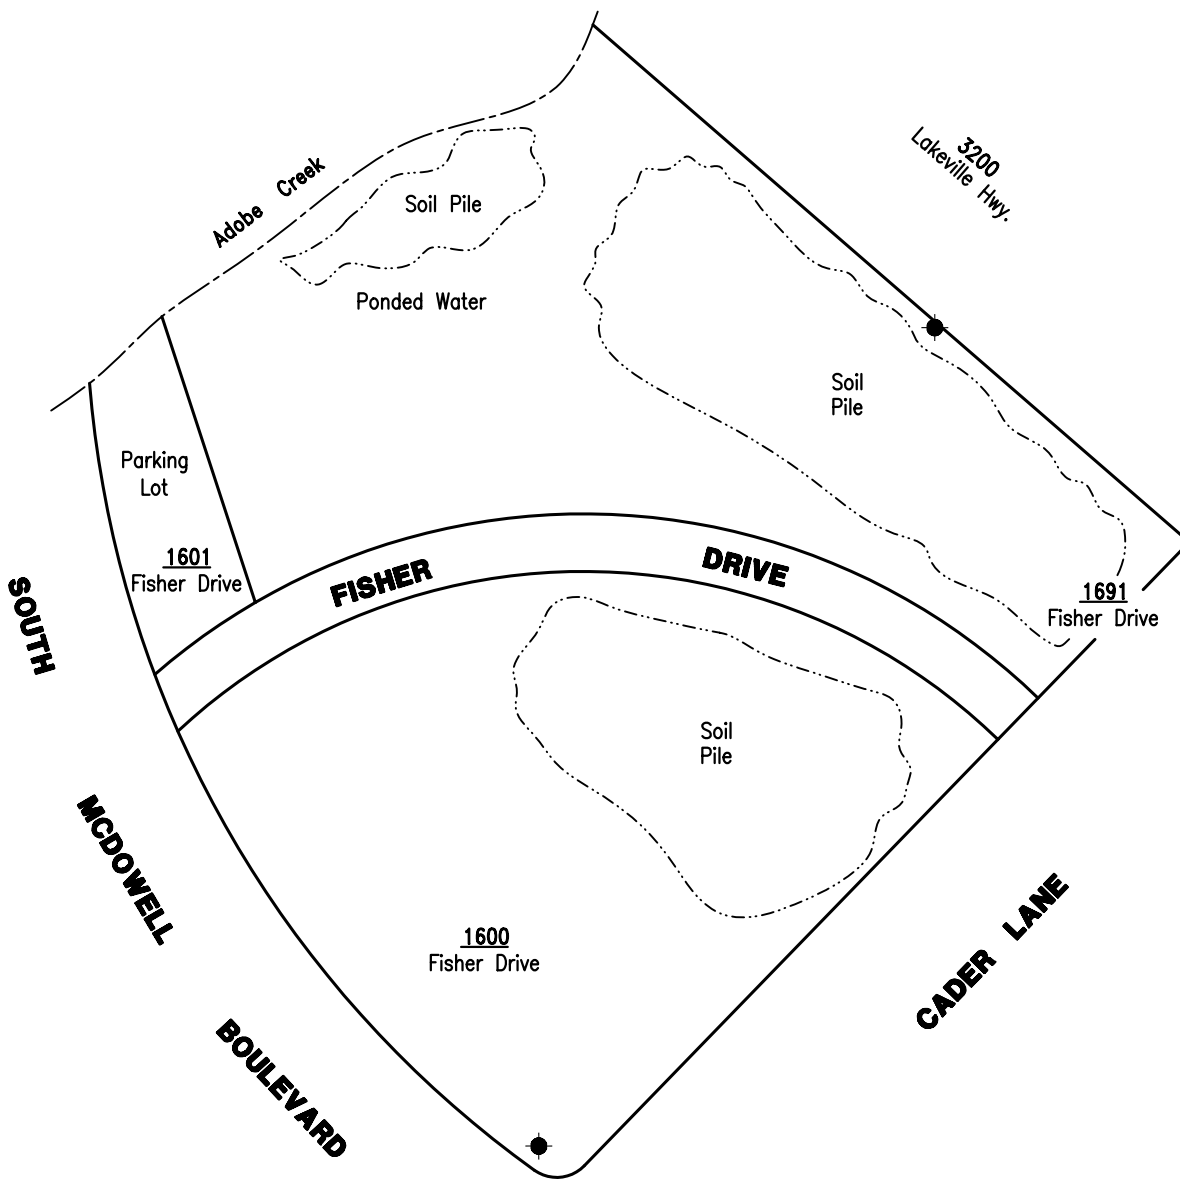 3200
Lakeville Hwy.
Adobe Creek
Soil Pile
Ponded Water
Soil
Pile
Parking
Lot
1601
Fisher Drive
FISHER DRIVE
1691
Fisher Drive
Soil
Pile
1600
Fisher Drive
SOUTH MCDOWELL BOULEVARD
CADER LANE